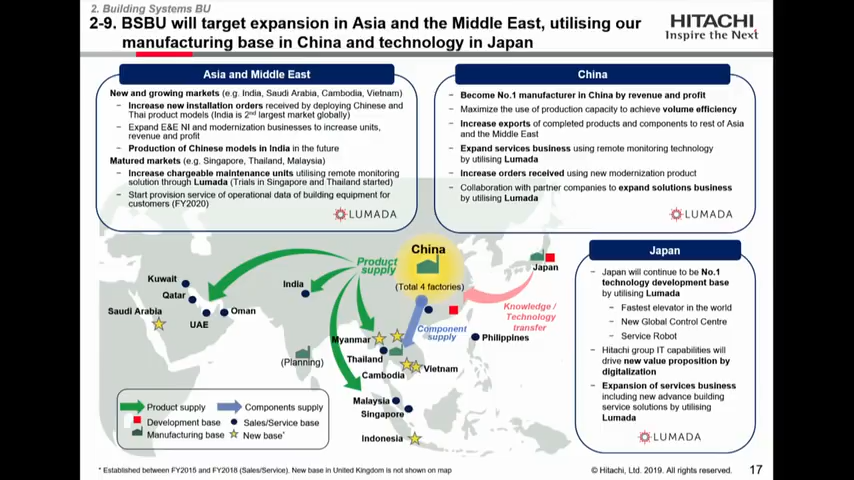 2. Building Systems BU
2-9. BSBU will target expansion in Asia and the Middle East, utilising our
manufacturing base in China and technology in Japan
HITACHI
Inspire the Next
Asia and Middle East
New and growing markets (e.g. India, Saudi Arabia, Cambodia, Vietnam)
− Increase new installation orders received by deploying Chinese and
Thai product models (India is 2nd largest market globally)
− Expand E&E NI and modernization businesses to increase units,
revenue and profit
− Production of Chinese models in India in the future
Matured markets (e.g. Singapore, Thailand, Malaysia)
− Increase chargeable maintenance units utilising remote monitoring
solution through Lumada (Trials in Singapore and Thailand started)
− Start provision service of operational data of building equipment for
customers (FY2020)
LUMADA
China
− Become No.1 manufacturer in China by revenue and profit
− Maximize the use of production capacity to achieve volume efficiency
− Increase exports of completed products and components to rest of Asia
and the Middle East
− Expand services business using remote monitoring technology
by utilising Lumada
− Increase orders received using new modernization product
− Collaboration with partner companies to expand solutions business
by utilising Lumada
LUMADA
Japan
− Japan will continue to be No.1
technology development base
by utilising Lumada
− Fastest elevator in the world
− New Global Control Centre
− Service Robot
− Hitachi group IT capabilities will
drive new value proposition by
digitalization
− Expansion of services business
including new advance building
service solutions by utilising
Lumada
LUMADA
China
(Total 4 factories)
Product
supply
Japan
Knowledge /
Technology
transfer
Component
supply
Kuwait
Qatar
Saudi Arabia
UAE
Oman
India
(Planning)
Myanmar
Thailand
Cambodia
Vietnam
Philippines
Malaysia
Singapore
Indonesia
Product supply
Components supply
Development base
Sales/Service base
Manufacturing base
New base*
* Established between FY2015 and FY2018 (Sales/Service). New base in United Kingdom is not shown on map
© Hitachi, Ltd. 2019. All rights reserved.
17